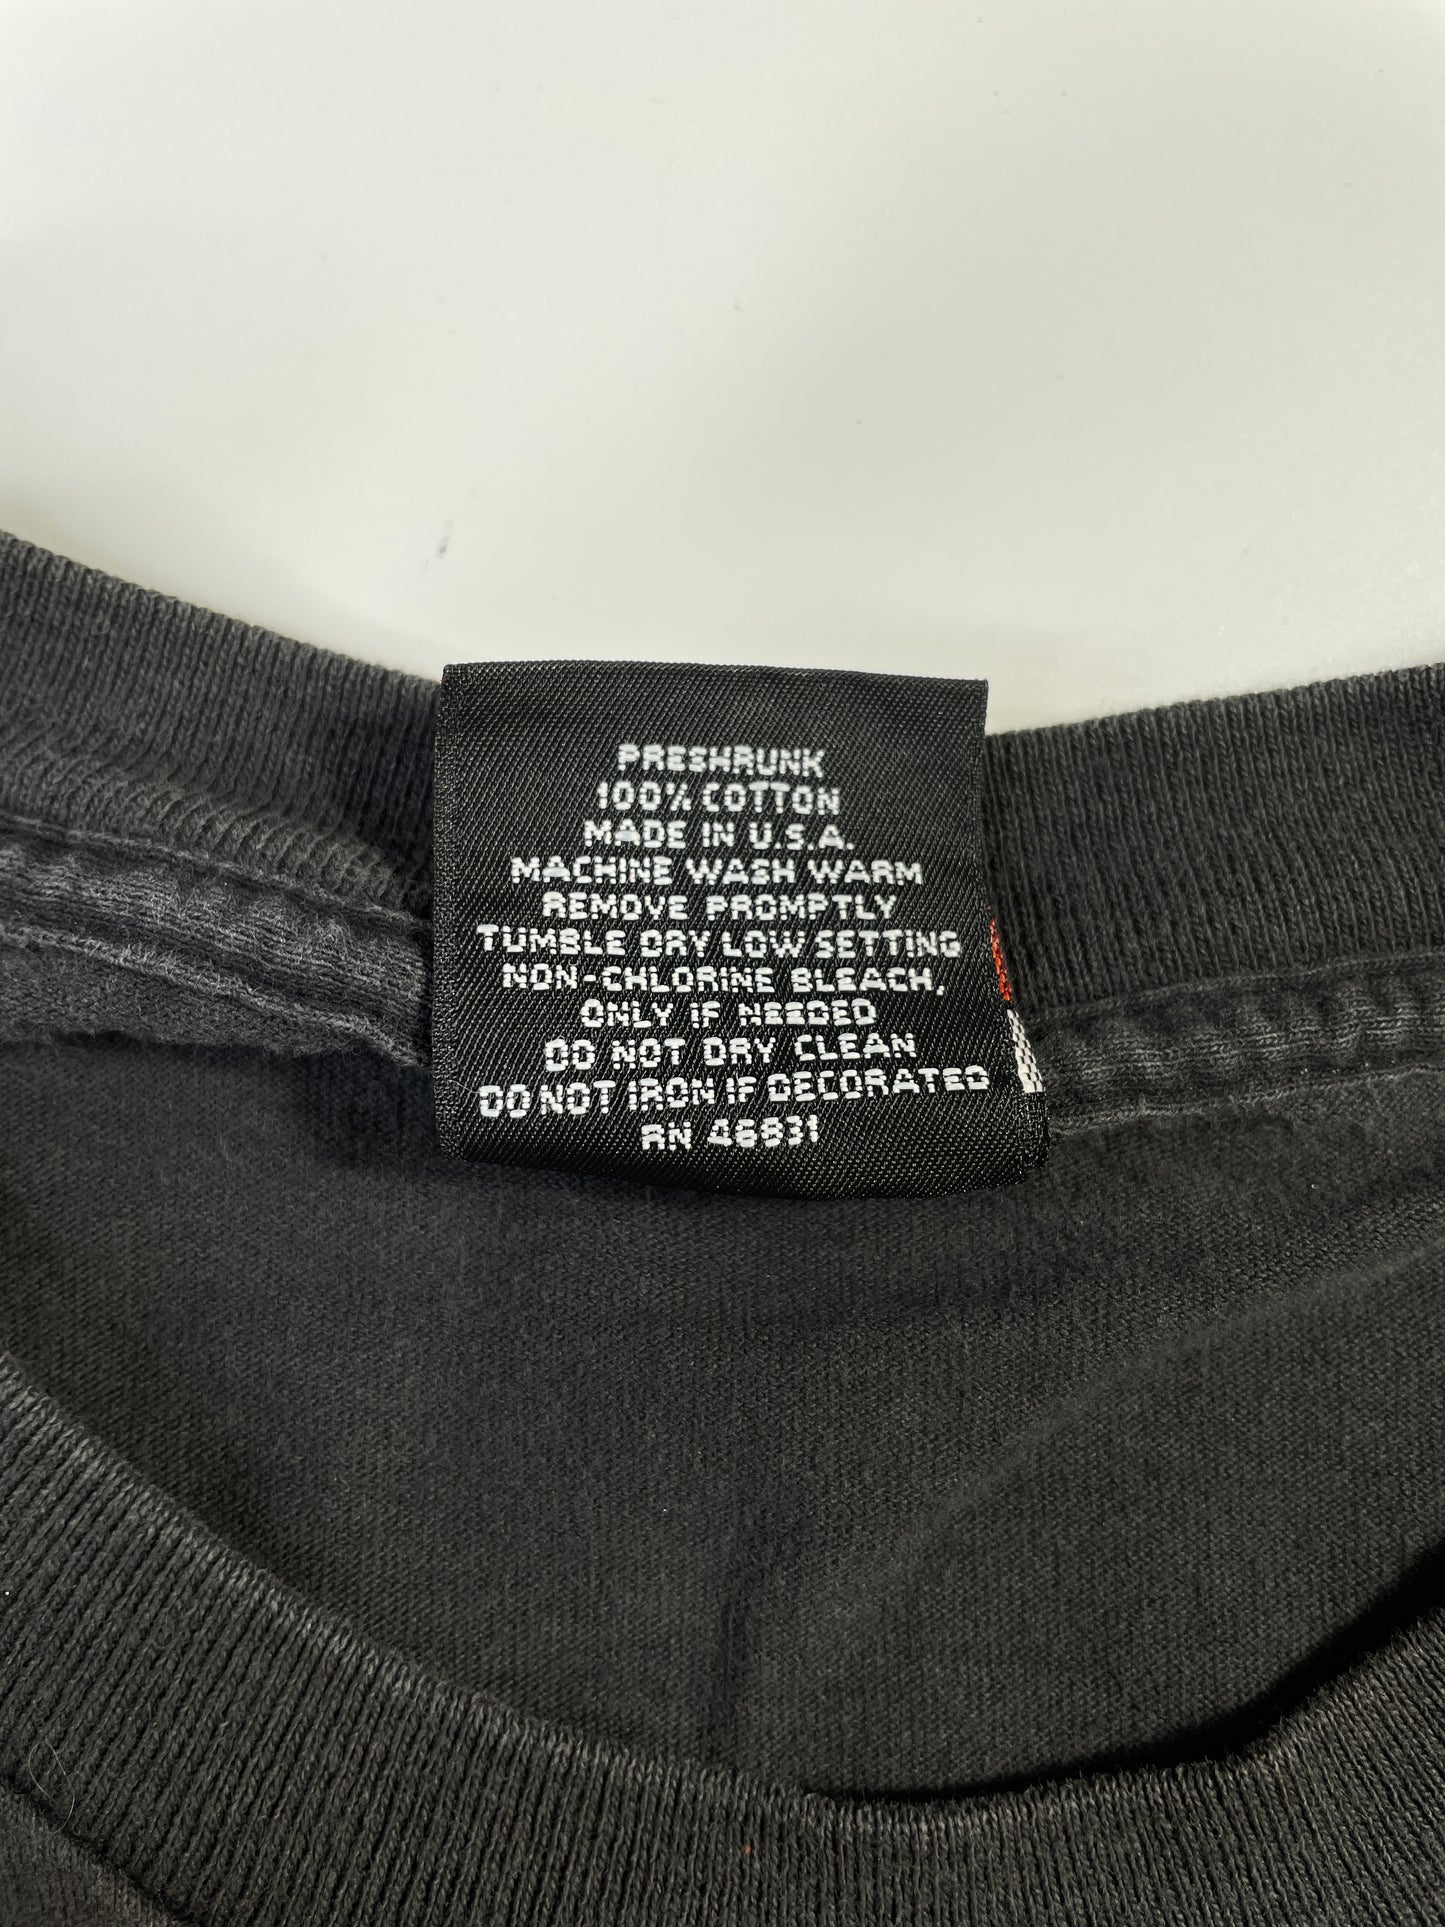 PRESHRUNK
100% COTTON
MADE IN U.S.A.
MACHINE WASH WARM
REMOVE PROMPTLY
TUMBLE DRY LOW SETTING
NON-CHLORINE BLEACH,
ONLY IF NEEDED
DO NOT DRY CLEAN
DO NOT IRON IF DECORATED
RN 46831